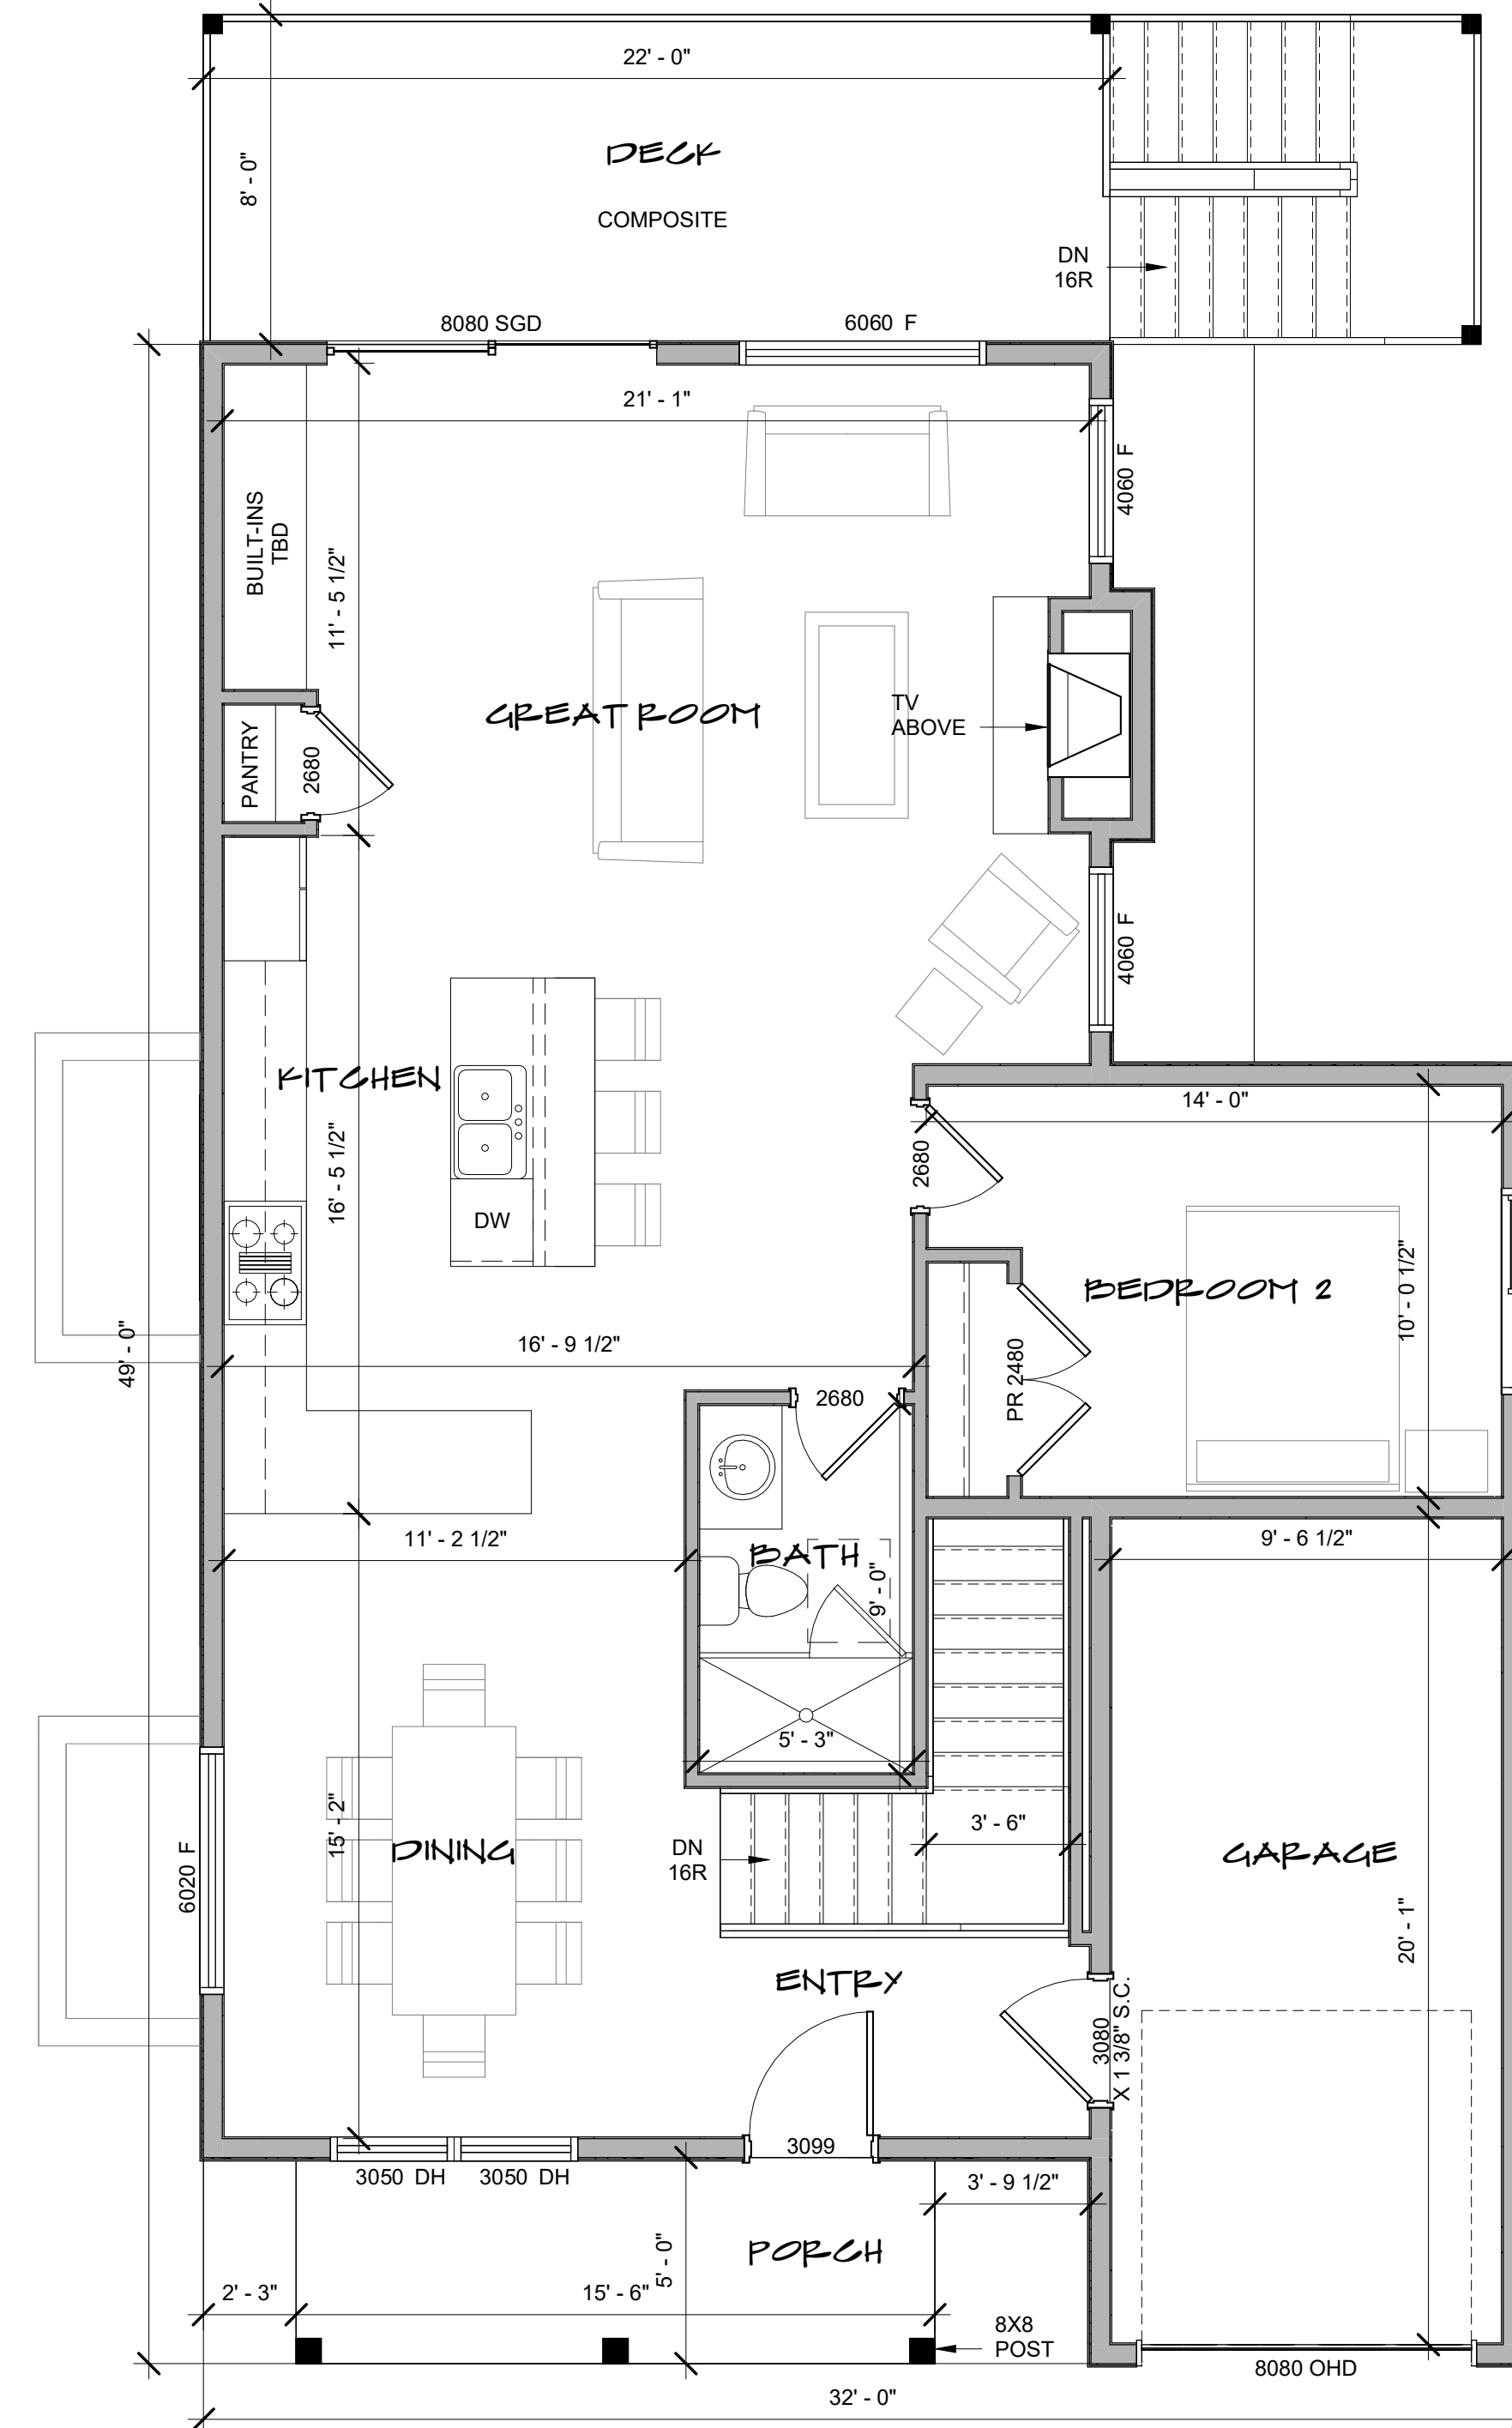 22' - 0"
8' - 0"
DECK
COMPOSITE
DN
16R
8080 SGD
6060 F
21' - 1"
4060 F
BUILT-INS
TBD
11' - 5 1/2"
GREAT ROOM
TV
ABOVE
PANTRY
2680
4060 F
KITCHEN
14' - 0"
2680
16' - 5 1/2"
DW
BEDROOM 2
10' - 0 1/2"
49' - 0"
16' - 9 1/2"
PR 2480
2680
11' - 2 1/2"
BATH
9' - 0"
9' - 6 1/2"
5' - 3"
15' - 2"
DINING
DN
16R
3' - 6"
GARAGE
6020 F
20' - 1"
ENTRY
3080
X 1 3/8" S.C.
3099
3050 DH
3050 DH
3' - 9 1/2"
PORCH
5' - 0"
2' - 3"
15' - 6"
8X8
POST
8080 OHD
32' - 0"